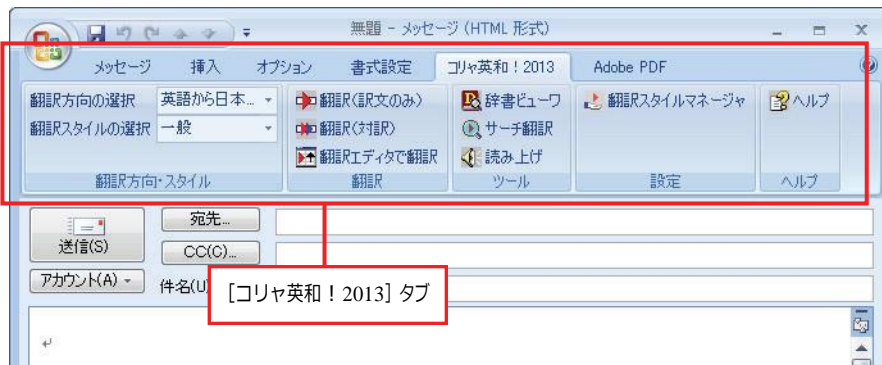 無題 - メッセージ (HTML 形式)
メッセージ 挿入 オプション 書式設定 コリャ英和！2013 Adobe PDF
翻訳方向の選択 英語から日本... 翻訳(訳文のみ) 辞書ビューワ 翻訳スタイルマネージャ ヘルプ
翻訳スタイルの選択 一般 翻訳(対訳) サーチ翻訳
翻訳エディタで翻訳 読み上げ
翻訳方向・スタイル 翻訳 ツール 設定 ヘルプ
宛先...
送信(S)
CC(C)...
アカウント(A) 件名(U)
[コリャ英和！2013] タブ